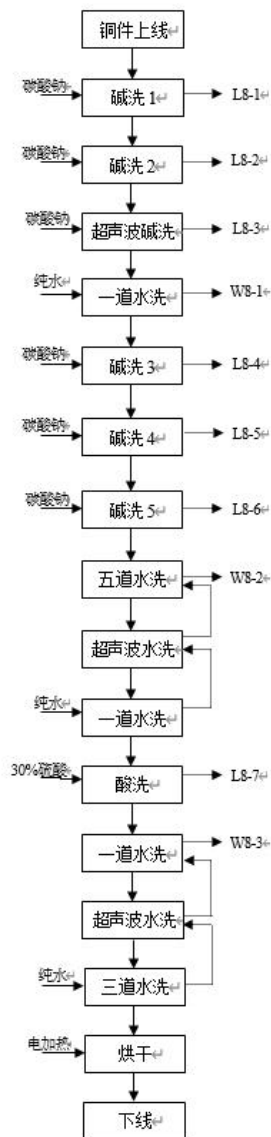 铜件上线
碳酸钠 碱洗 1 L8-1
碳酸钠 碱洗 2 L8-2
碳酸钠 超声波碱洗 L8-3
纯水 一道水洗 W8-1
碳酸钠 碱洗 3 L8-4
碳酸钠 碱洗 4 L8-5
碳酸钠 碱洗 5 L8-6
五道水洗 W8-2
超声波水洗
纯水 一道水洗
30%硫酸 酸洗 L8-7
一道水洗 W8-3
超声波水洗
纯水 三道水洗
电加热 烘干
下线